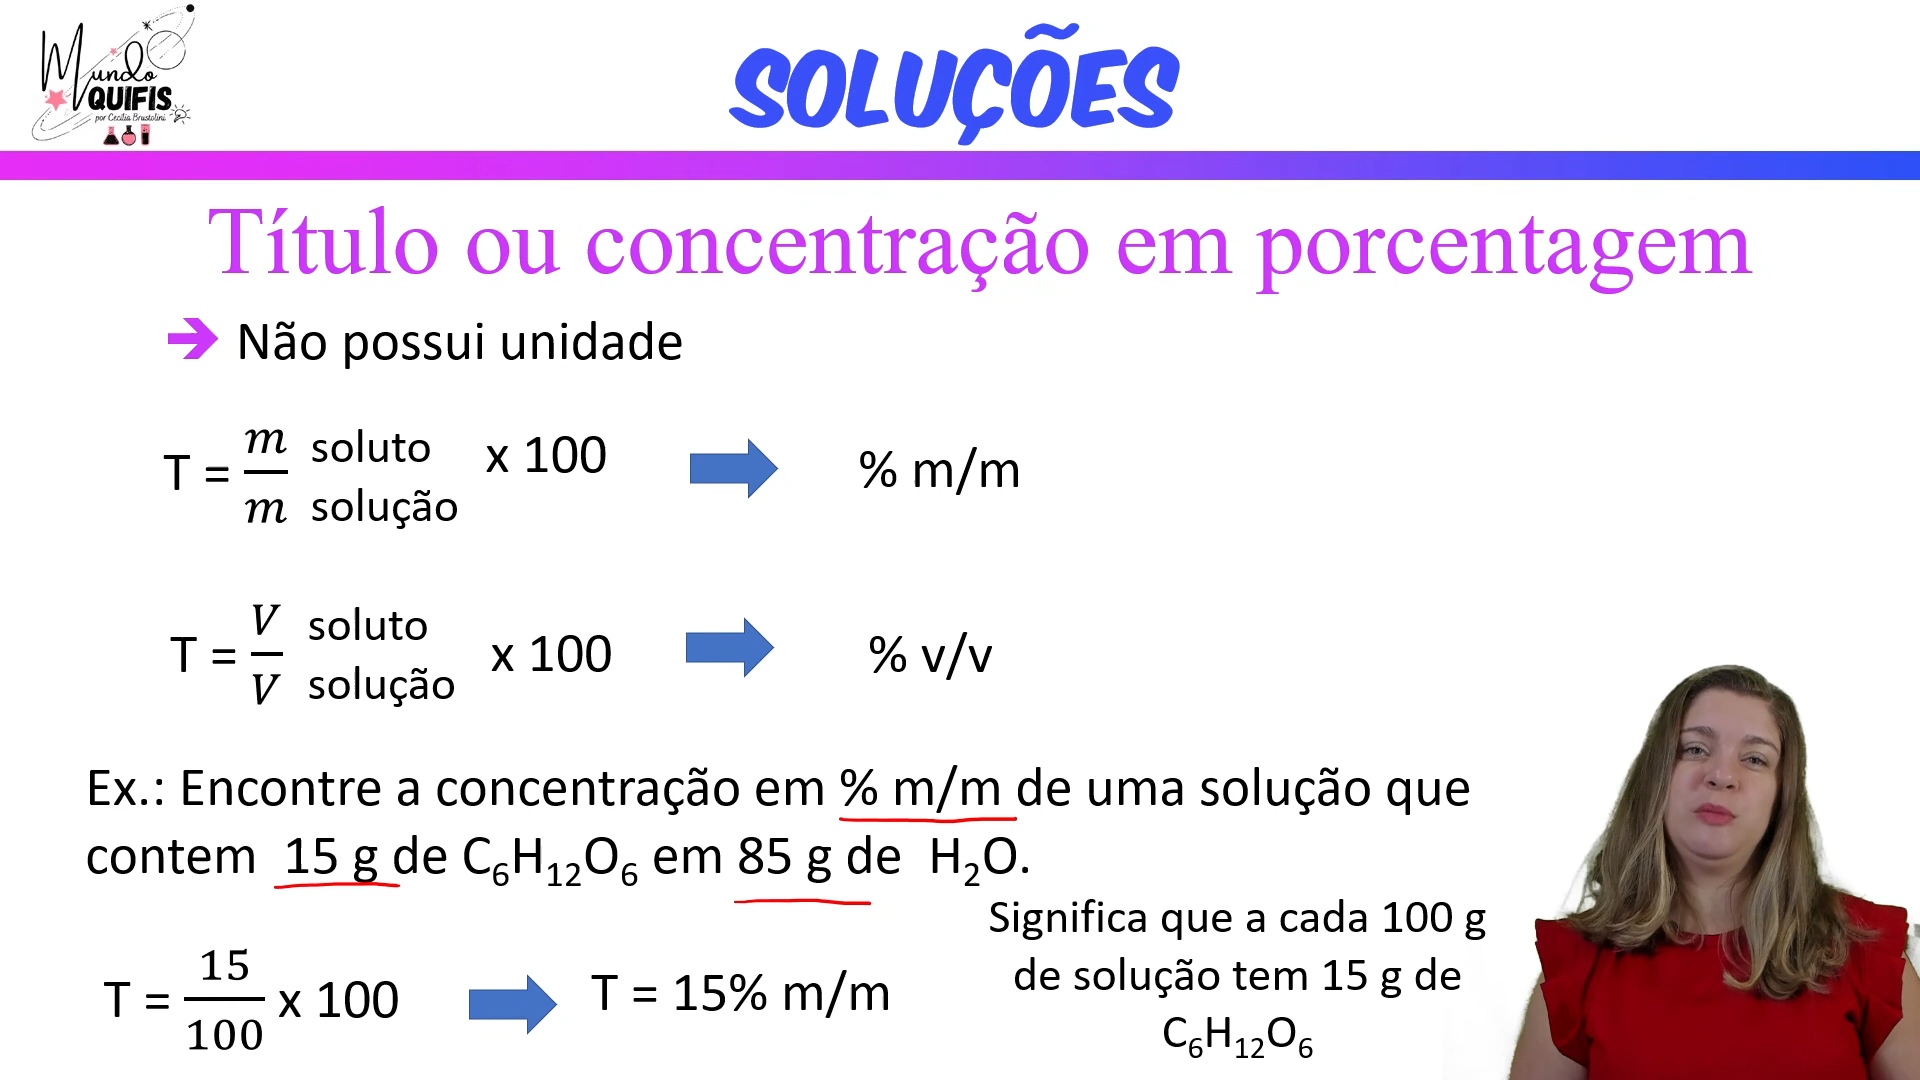 Mundo
QUIFIS
por Cecilia Brustolini
SOLUÇÕES
Título ou concentração em porcentagem
➔ Não possui unidade
T = m soluto x 100 % m/m
m solução
T = V soluto x 100 % v/v
V solução
Ex.: Encontre a concentração em % m/m de uma solução que
contem 15 g de C₆H₁₂O₆ em 85 g de H₂O.
T = 15/100 x 100 T = 15% m/m
Significa que a cada 100 g
de solução tem 15 g de
C₆H₁₂O₆